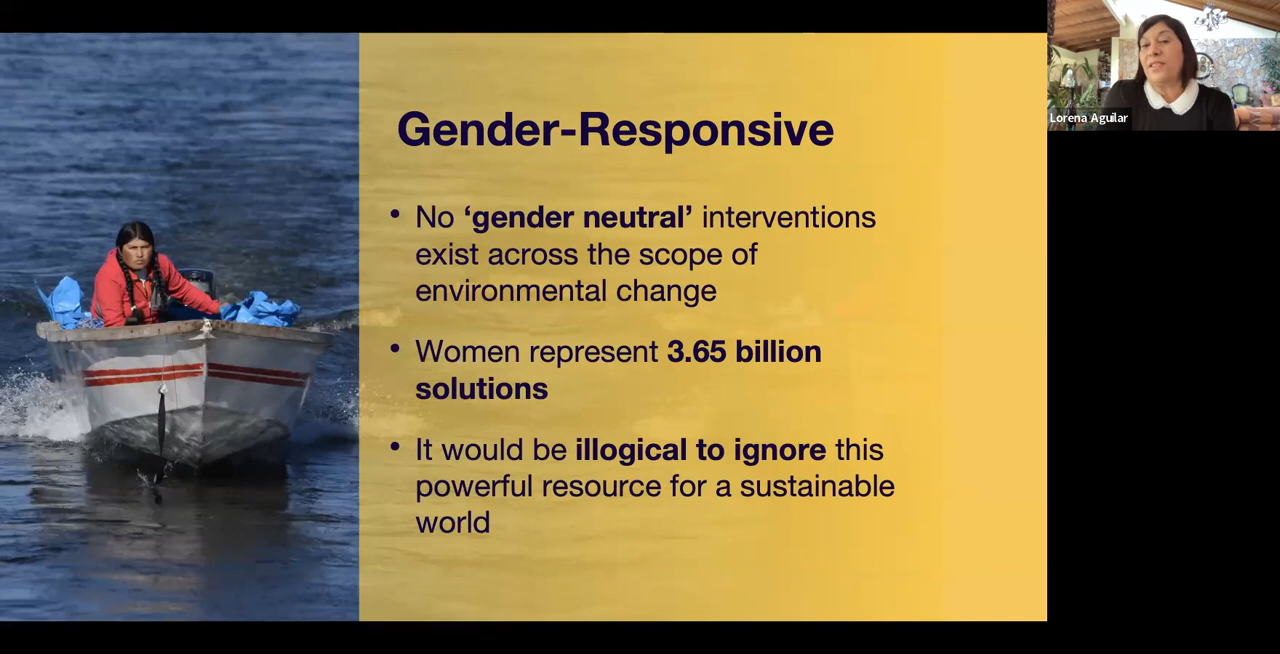 Gender-Responsive
• No ‘gender neutral’ interventions
exist across the scope of
environmental change
• Women represent 3.65 billion
solutions
• It would be illogical to ignore this
powerful resource for a sustainable
world
Lorena Aguilar